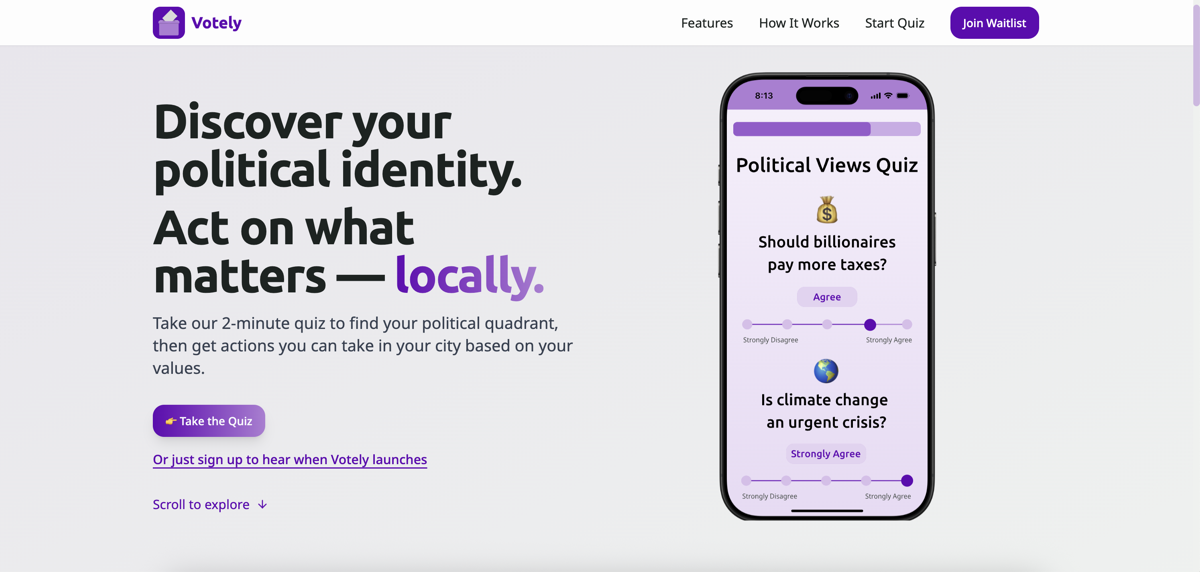 Votely
Features
How It Works
Start Quiz
Join Waitlist
Discover your
political identity.
Act on what
matters — locally.
Take our 2-minute quiz to find your political quadrant,
then get actions you can take in your city based on your
values.
👉 Take the Quiz
Or just sign up to hear when Votely launches
Scroll to explore ↓
8:13
Political Views Quiz
Should billionaires
pay more taxes?
Agree
Strongly Disagree
Strongly Agree
Is climate change
an urgent crisis?
Strongly Agree
Strongly Disagree
Strongly Agree